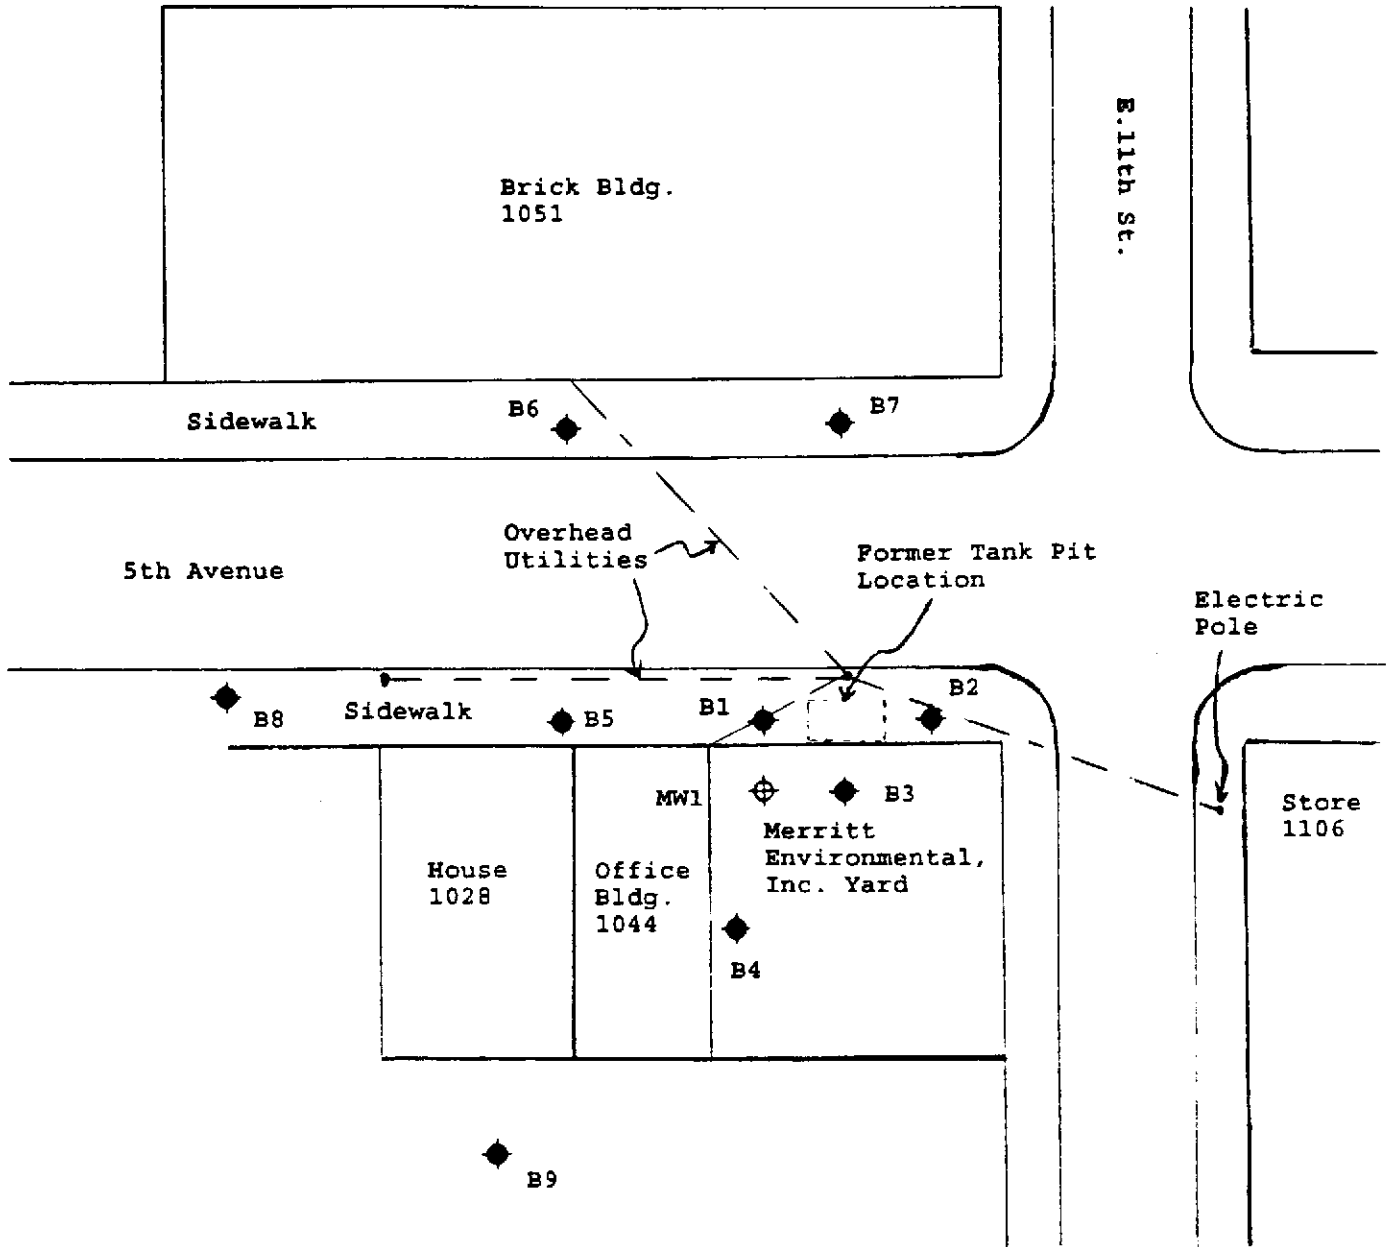 E.11th St.
Brick Bldg.
1051
Sidewalk
B6
B7
Overhead
Utilities
Former Tank Pit
Location
5th Avenue
Electric
Pole
B8
Sidewalk
B5
B1
B2
MW1
B3
Store
1106
Merritt
Environmental,
Inc. Yard
House
1028
Office
Bldg.
1044
B4
B9